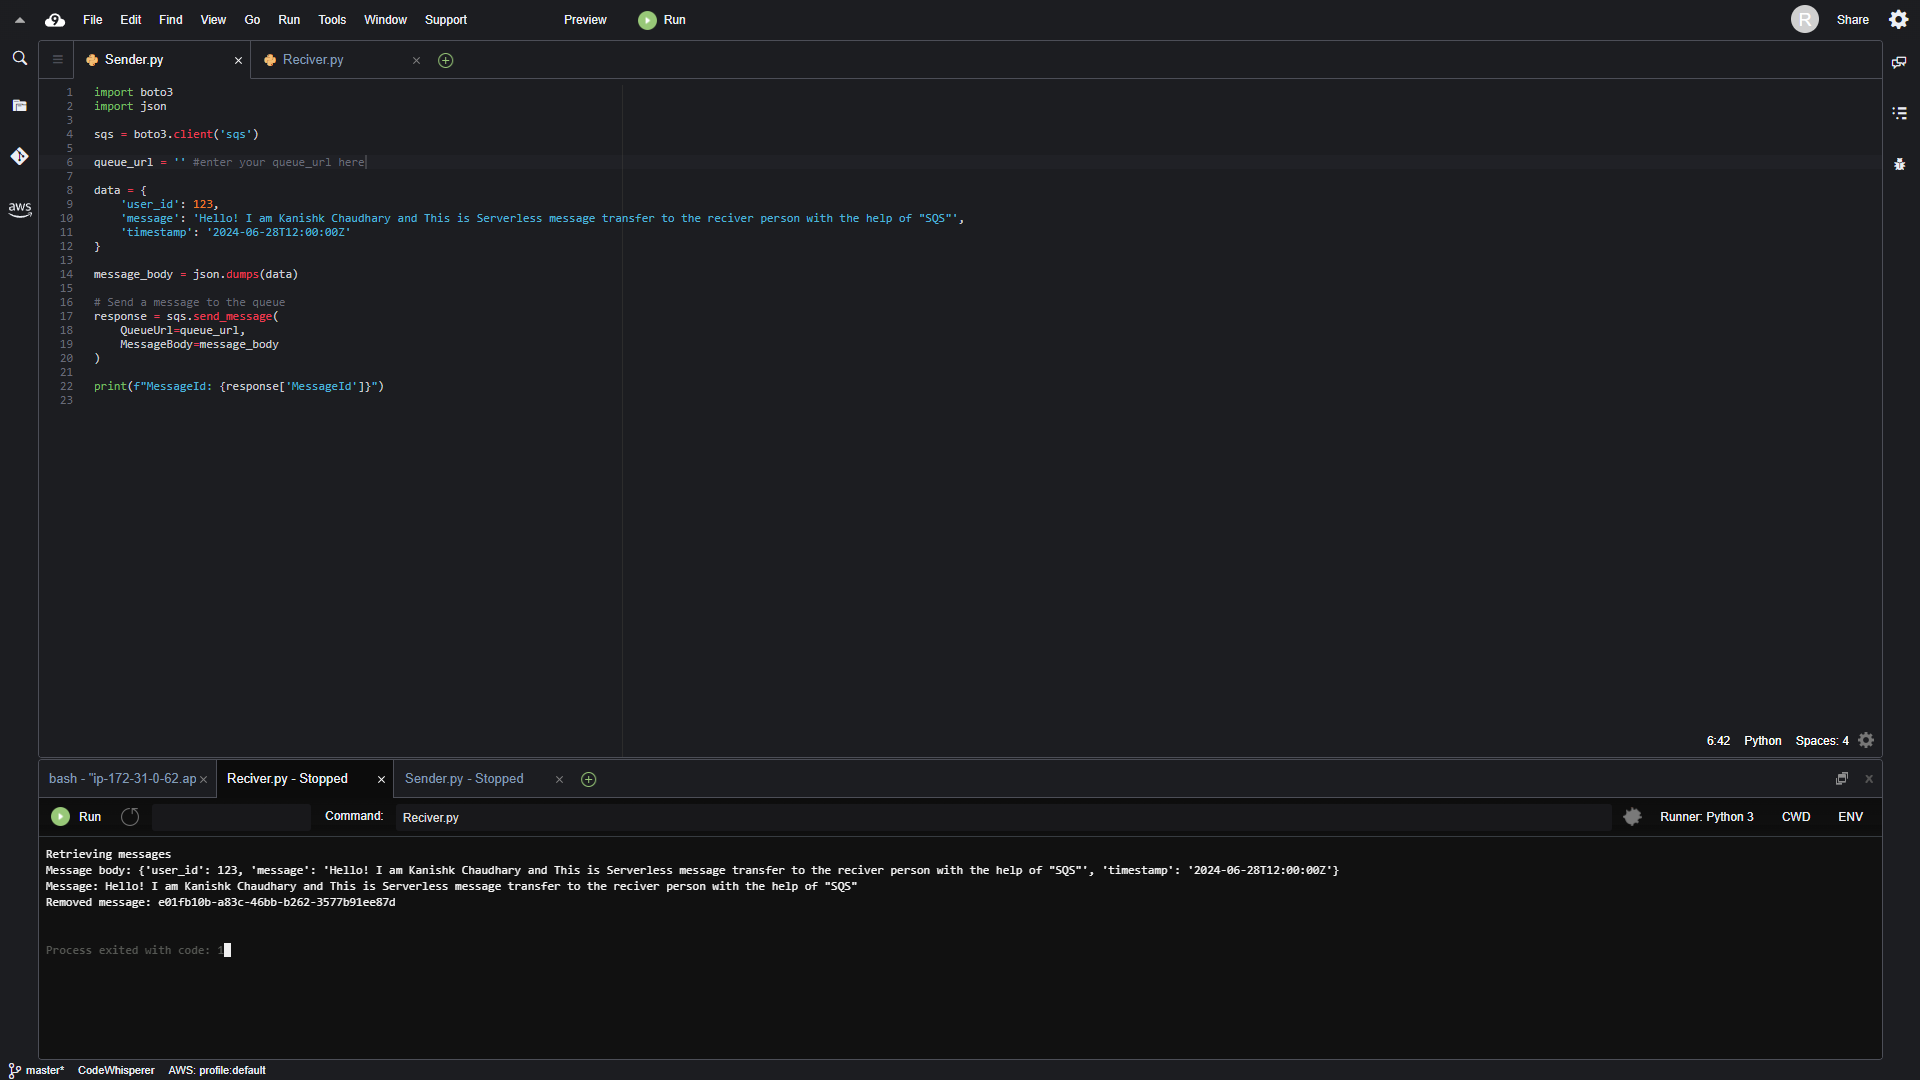 File Edit Find View Go Run Tools Window Support Preview Run R Share
Sender.py Reciver.py
1 import boto3
2 import json
3
4 sqs = boto3.client('sqs')
5
6 queue_url = '' #enter your queue_url here
7
8 data = {
9     'user_id': 123,
10     'message': 'Hello! I am Kanishk Chaudhary and This is Serverless message transfer to the reciver person with the help of "SQS"',
11     'timestamp': '2024-06-28T12:00:00Z'
12 }
13
14 message_body = json.dumps(data)
15
16 # Send a message to the queue
17 response = sqs.send_message(
18     QueueUrl=queue_url,
19     MessageBody=message_body
20 )
21
22 print(f"MessageId: {response['MessageId']}")
23
aws
6:42 Python Spaces: 4
bash - "ip-172-31-0-62.ap Reciver.py - Stopped Sender.py - Stopped
Run Command: Reciver.py Runner: Python 3 CWD ENV
Retrieving messages
Message body: {'user_id': 123, 'message': 'Hello! I am Kanishk Chaudhary and This is Serverless message transfer to the reciver person with the help of "SQS"', 'timestamp': '2024-06-28T12:00:00Z'}
Message: Hello! I am Kanishk Chaudhary and This is Serverless message transfer to the reciver person with the help of "SQS"
Removed message: e01fb10b-a83c-46bb-b262-3577b91ee87d
Process exited with code: 1
master* CodeWhisperer AWS: profile:default